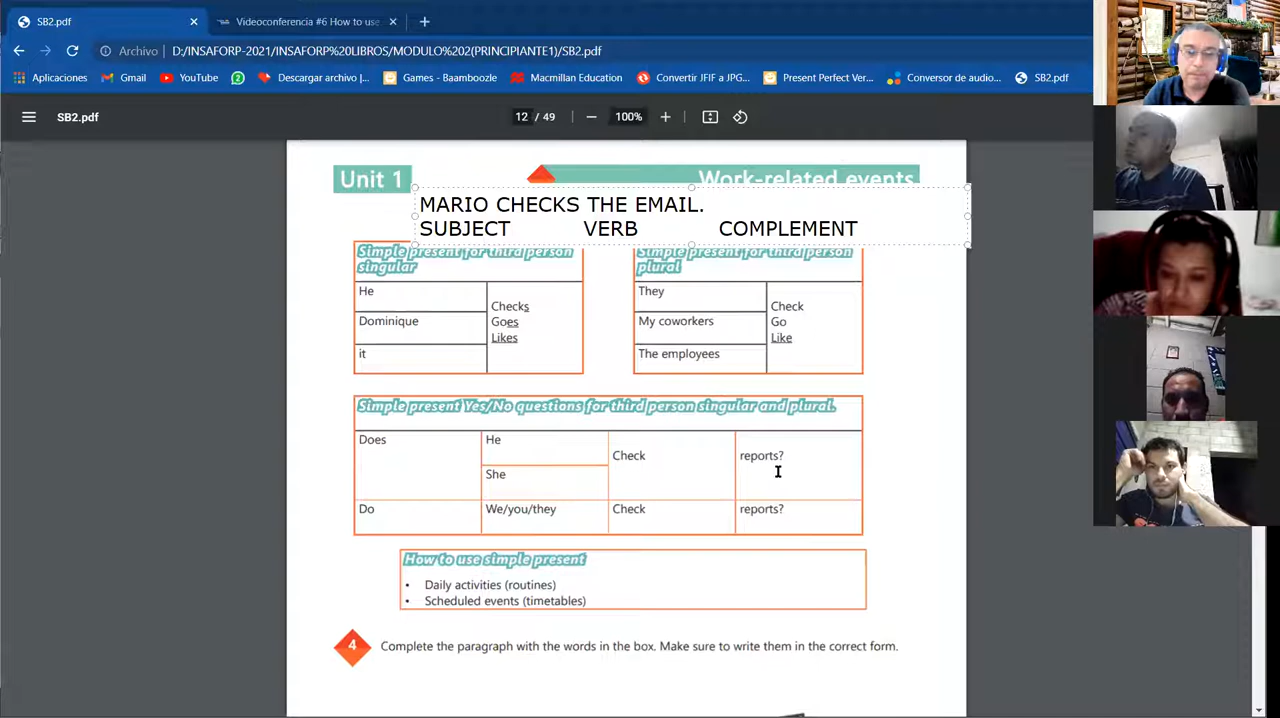 SB2.pdf
Videoconferencia #6 How to use
Archivo D:/INSAFORP-2021/INSAFORP%20LIBROS/MODULO%202(PRINCIPIANTE1)/SB2.pdf
Aplicaciones Gmail YouTube Descargar archivo |... Games - Baamboozle Macmillan Education Convertir JFIF a JPG... Present Perfect Ver... Conversor de audio... SB2.pdf
SB2.pdf 12 / 49 100%
Unit 1 Work-related events
MARIO CHECKS THE EMAIL.
SUBJECT VERB COMPLEMENT
Simple present for third person singular
He
Dominique
it
Checks
Goes
Likes
Simple present for third person plural
They
My coworkers
The employees
Check
Go
Like
Simple present Yes/No questions for third person singular and plural.
Does He Check reports?
She
Do We/you/they Check reports?
How to use simple present
• Daily activities (routines)
• Scheduled events (timetables)
4 Complete the paragraph with the words in the box. Make sure to write them in the correct form.